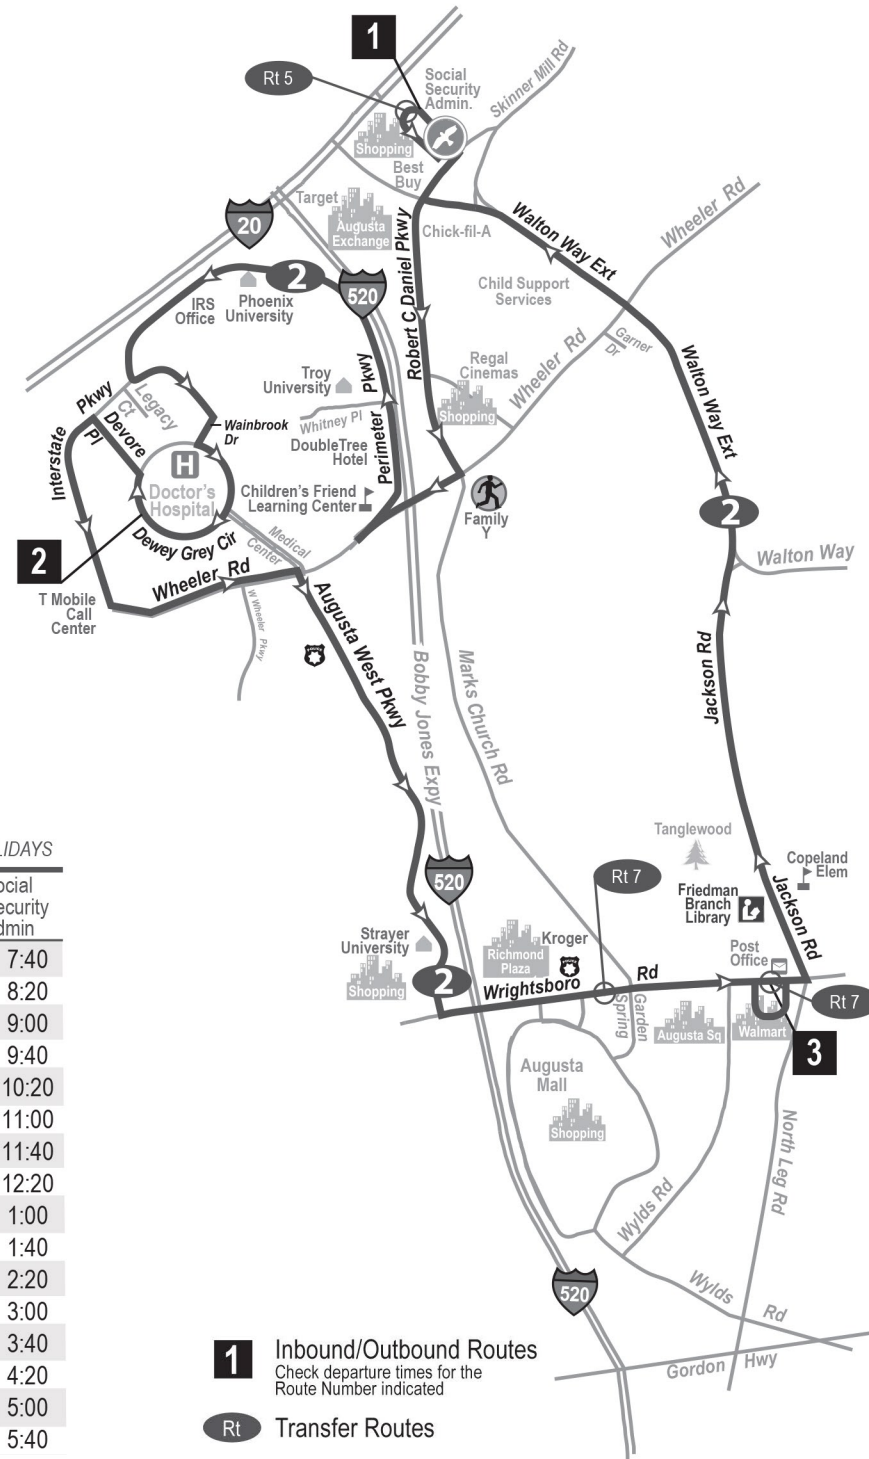 1
Rt 5
Social
Security
Admin.
Skinner Mill Rd
Shopping
Best
Buy
Target
Augusta
Exchange
Chick-fil-A
Walton Way Ext
Wheeler Rd
20
520
2
IRS
Office
Phoenix
University
Robert C Daniel Pkwy
Child Support
Services
Garner
Dr
Regal
Cinemas
Shopping
Wheeler Rd
Walton Way Ext
Troy
University
Pkwy
Perimeter
Whitney Pl
DoubleTree
Hotel
Children's Friend
Learning Center
Legacy
Ct
Pkwy
Interstate
Devore
Pl
Wainbrook
Dr
H
Doctor's
Hospital
Dewey Grey Cir
Medical
Center
Family
Y
2
Walton Way
2
T Mobile
Call
Center
Wheeler Rd
W Wheeler Pkwy
Augusta West Pkwy
Bobby Jones Expy
Marks Church Rd
Jackson Rd
Tanglewood
Copeland
Elem
Friedman
Branch
Library
Jackson Rd
520
Rt 7
Strayer
University
Shopping
2
Richmond
Plaza
Kroger
Wrightsboro Rd
Post
Office
Rt 7
Garden
Spring
Augusta Sq
Walmart
3
Augusta
Mall
Shopping
North Leg Rd
Wylds Rd
Wylds Rd
520
Gordon Hwy
LIDAYS
ocial
ecurity
dmin
7:40
8:20
9:00
9:40
10:20
11:00
11:40
12:20
1:00
1:40
2:20
3:00
3:40
4:20
5:00
5:40
1
Inbound/Outbound Routes
Check departure times for the
Route Number indicated
Rt
Transfer Routes